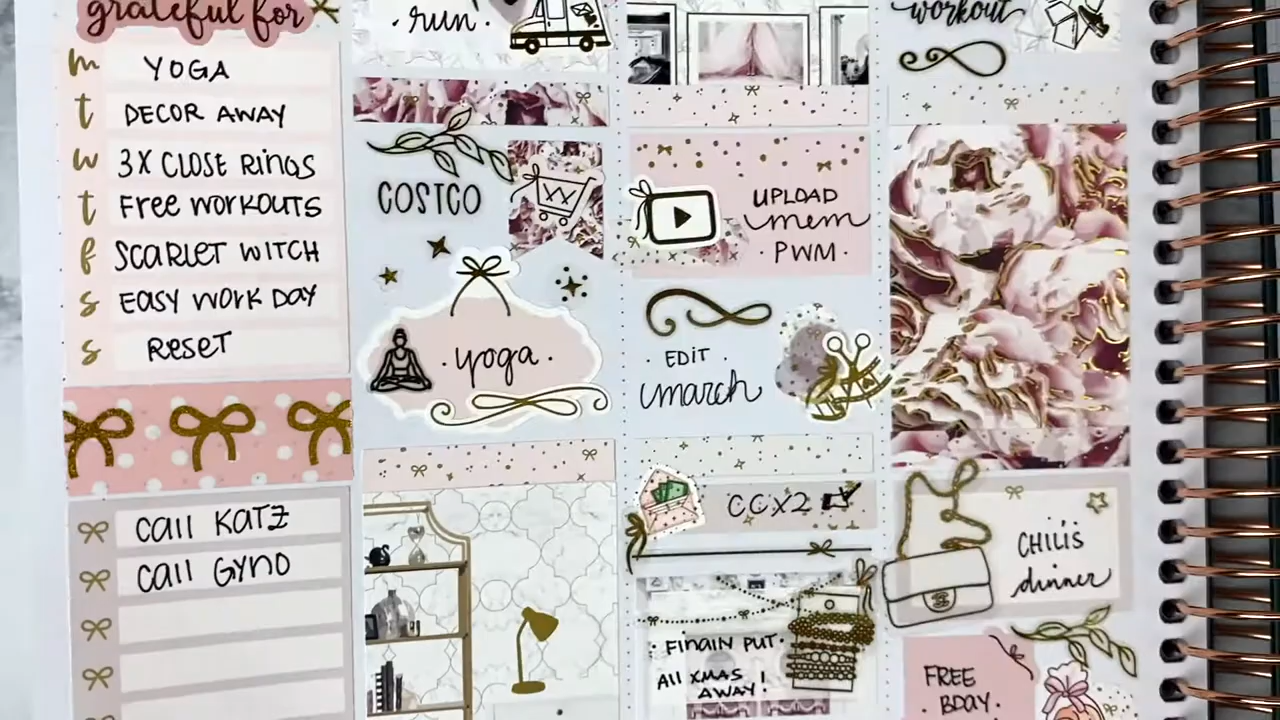 grateful for
m YOGA
t DECOR AWAY
w 3X CLOSE RINGS
t FREE WORKOUTS
f SCARLET WITCH
s EASY WORK DAY
s RESET
call KATZ
call GYNO
· run ·
COSTCO
· yoga ·
UPLOAD
mem
· PWM ·
· EDIT ·
march
CCX2
· FINAIN PUT ·
All XMAS
AWAY!
workout
CHILIS
dinner
FREE
· BDAY ·